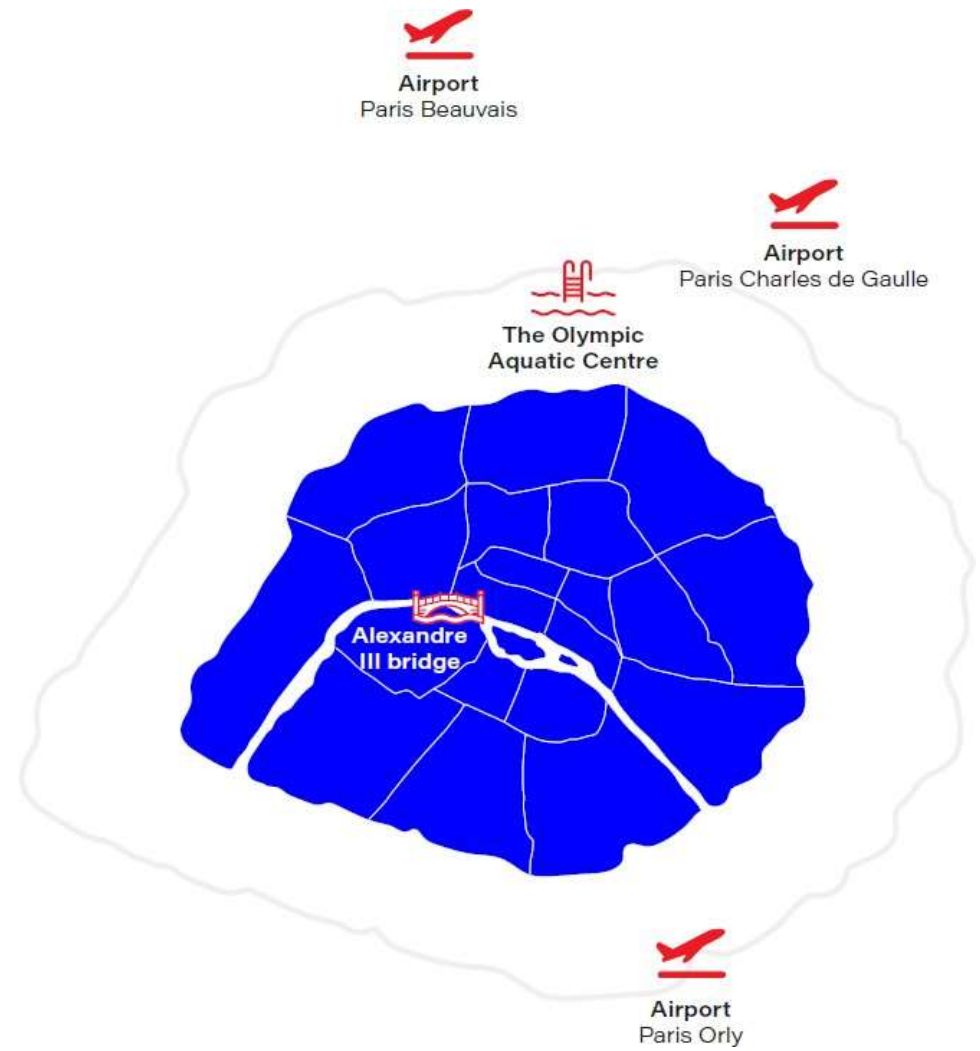 Airport
Paris Beauvais
Airport
Paris Charles de Gaulle
The Olympic
Aquatic Centre
Alexandre
III bridge
Airport
Paris Orly